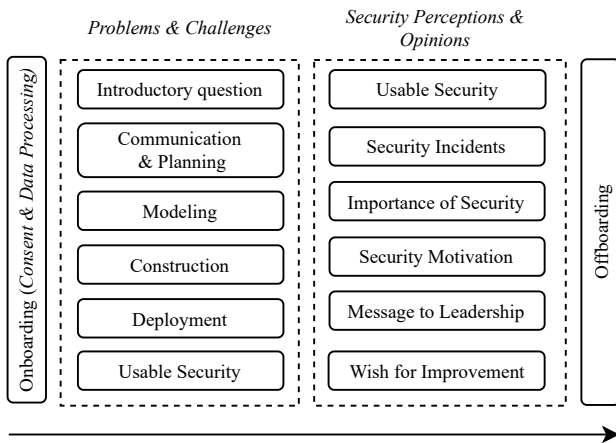 Problems & Challenges
Security Perceptions &
Opinions
Onboarding (Consent & Data Processing)
Introductory question
Communication
& Planning
Modeling
Construction
Deployment
Usable Security
Usable Security
Security Incidents
Importance of Security
Security Motivation
Message to Leadership
Wish for Improvement
Offboarding